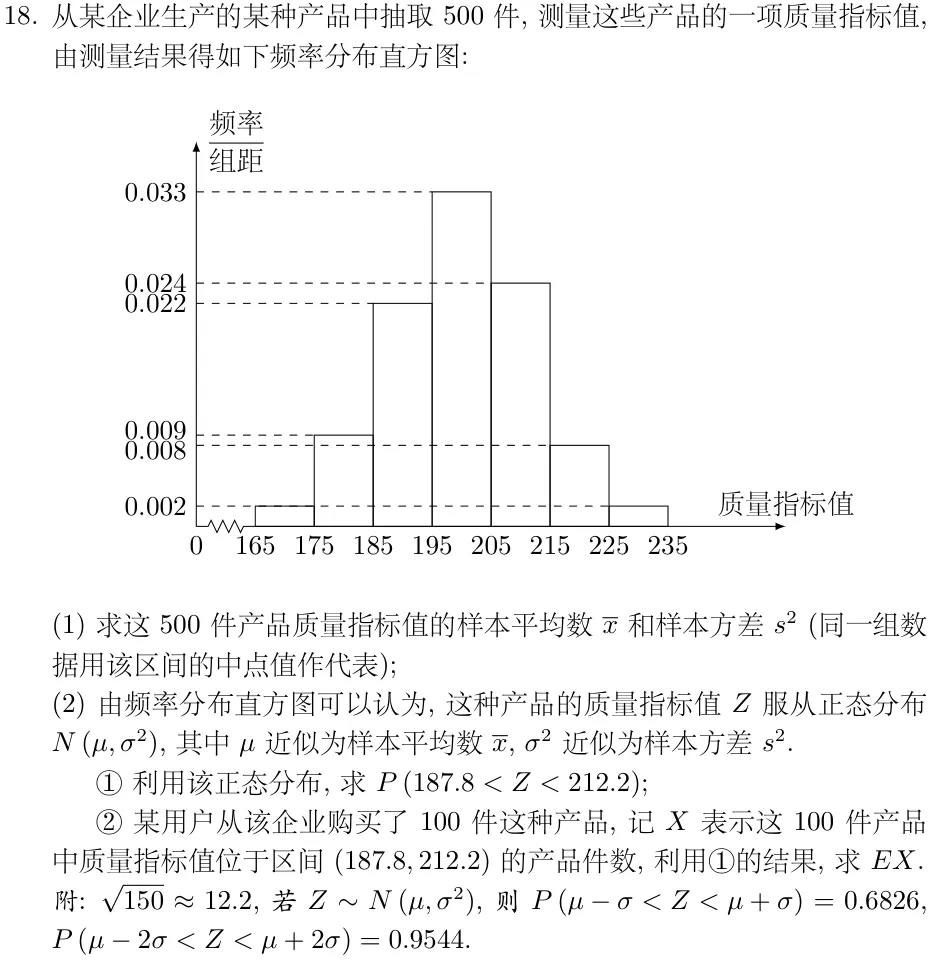 18. 从某企业生产的某种产品中抽取 500 件, 测量这些产品的一项质量指标值,
由测量结果得如下频率分布直方图:
频率
组距
0.033
0.024
0.022
0.009
0.008
0.002
质量指标值
0 165 175 185 195 205 215 225 235
(1) 求这 500 件产品质量指标值的样本平均数 x̅ 和样本方差 s² (同一组数
据用该区间的中点值作代表);
(2) 由频率分布直方图可以认为, 这种产品的质量指标值 Z 服从正态分布
N (μ, σ²), 其中 μ 近似为样本平均数 x̅, σ² 近似为样本方差 s².
① 利用该正态分布, 求 P (187.8 < Z < 212.2);
② 某用户从该企业购买了 100 件这种产品, 记 X 表示这 100 件产品
中质量指标值位于区间 (187.8, 212.2) 的产品件数, 利用①的结果, 求 EX.
附: √150 ≈ 12.2, 若 Z ∼ N (μ, σ²), 则 P (μ − σ < Z < μ + σ) = 0.6826,
P (μ − 2σ < Z < μ + 2σ) = 0.9544.